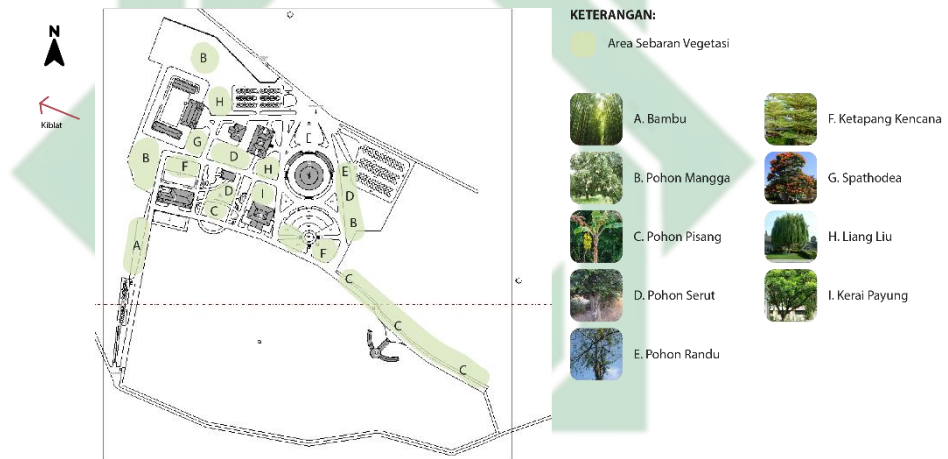 N
Kiblat
B
H
G
B
F
D
H
D
I
C
E
D
B
A
F
C
C
C
KETERANGAN:
Area Sebaran Vegetasi
A. Bambu
B. Pohon Mangga
C. Pohon Pisang
D. Pohon Serut
E. Pohon Randu
F. Ketapang Kencana
G. Spathodea
H. Liang Liu
I. Kerai Payung